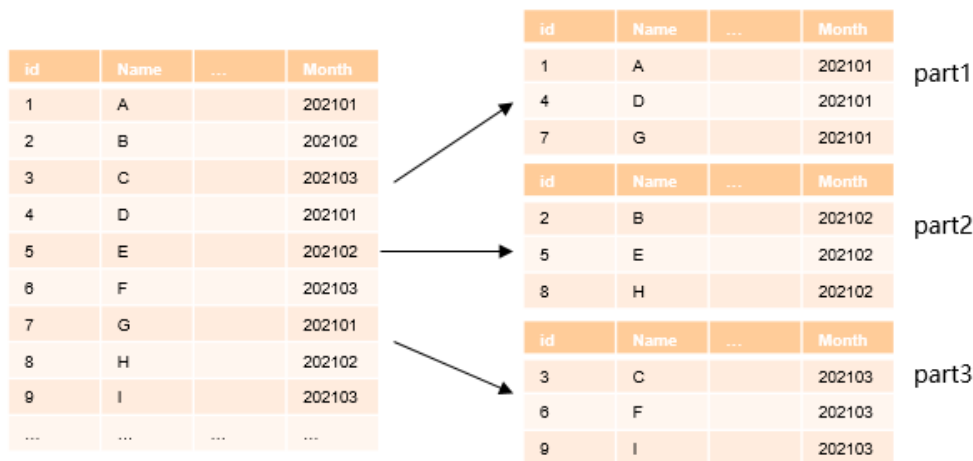 id Name ... Month
1 A 202101
2 B 202102
3 C 202103
4 D 202101
5 E 202102
6 F 202103
7 G 202101
8 H 202102
9 I 202103
... ... ... ...
id Name ... Month
1 A 202101
4 D 202101
7 G 202101
part1
id Name ... Month
2 B 202102
5 E 202102
8 H 202102
part2
id Name ... Month
3 C 202103
6 F 202103
9 I 202103
part3